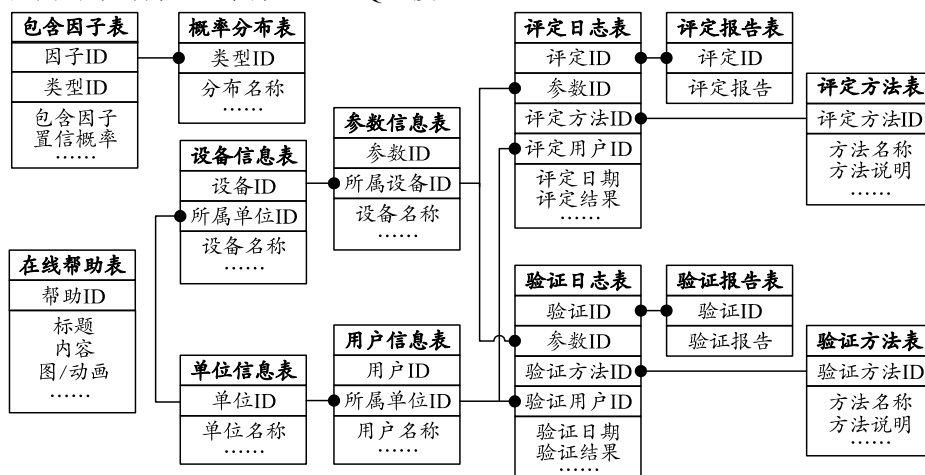 包含因子表
因子ID
类型ID
包含因子
置信概率
……
概率分布表
类型ID
分布名称
……
设备信息表
设备ID
所属单位ID
设备名称
……
参数信息表
参数ID
所属设备ID
设备名称
……
评定日志表
评定ID
参数ID
评定方法ID
评定用户ID
评定日期
评定结果
……
评定报告表
评定ID
评定报告
评定方法表
评定方法ID
方法名称
方法说明
……
在线帮助表
帮助ID
标题
内容
图/动画
……
单位信息表
单位ID
单位名称
……
用户信息表
用户ID
所属单位ID
用户名称
……
验证日志表
验证ID
参数ID
验证方法ID
验证用户ID
验证日期
验证结果
……
验证报告表
验证ID
验证报告
验证方法表
验证方法ID
方法名称
方法说明
……